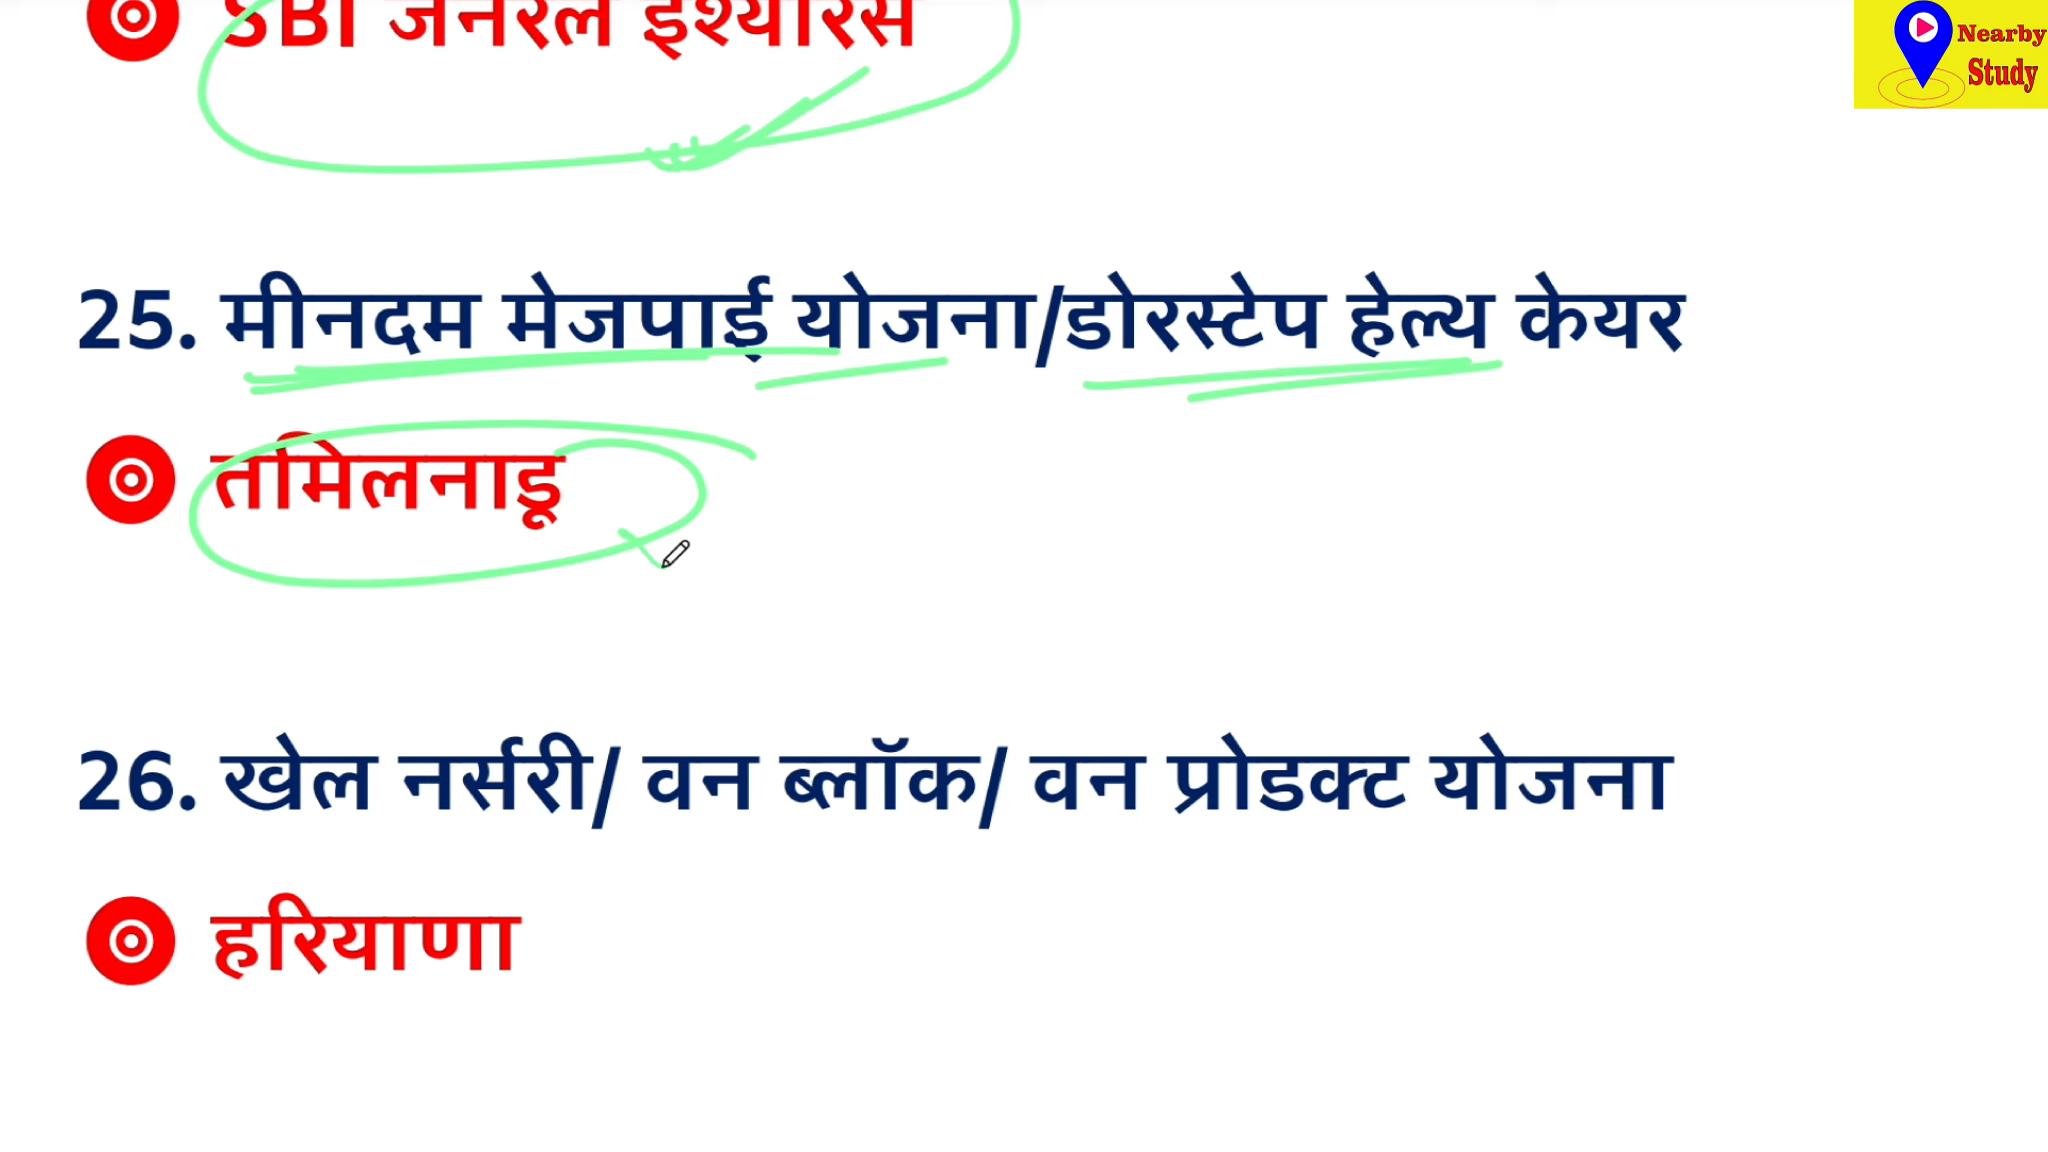 SBI जनरल इंश्योरेंस
Nearby
Study
25. मीनदम मेजपाई योजना/डोरस्टेप हेल्थ केयर
तमिलनाडू
26. खेल नर्सरी/ वन ब्लॉक/ वन प्रोडक्ट योजना
हरियाणा